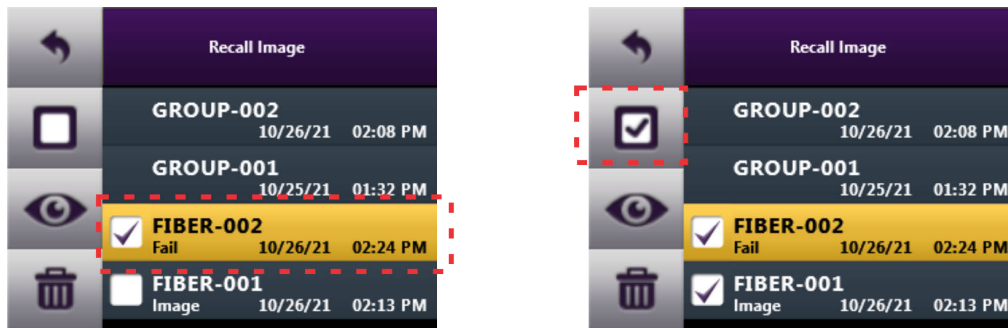 Recall Image
GROUP-002
10/26/21 02:08 PM
GROUP-001
10/25/21 01:32 PM
FIBER-002
Fail 10/26/21 02:24 PM
FIBER-001
Image 10/26/21 02:13 PM
Recall Image
GROUP-002
10/26/21 02:08 PM
GROUP-001
10/25/21 01:32 PM
FIBER-002
Fail 10/26/21 02:24 PM
FIBER-001
Image 10/26/21 02:13 PM